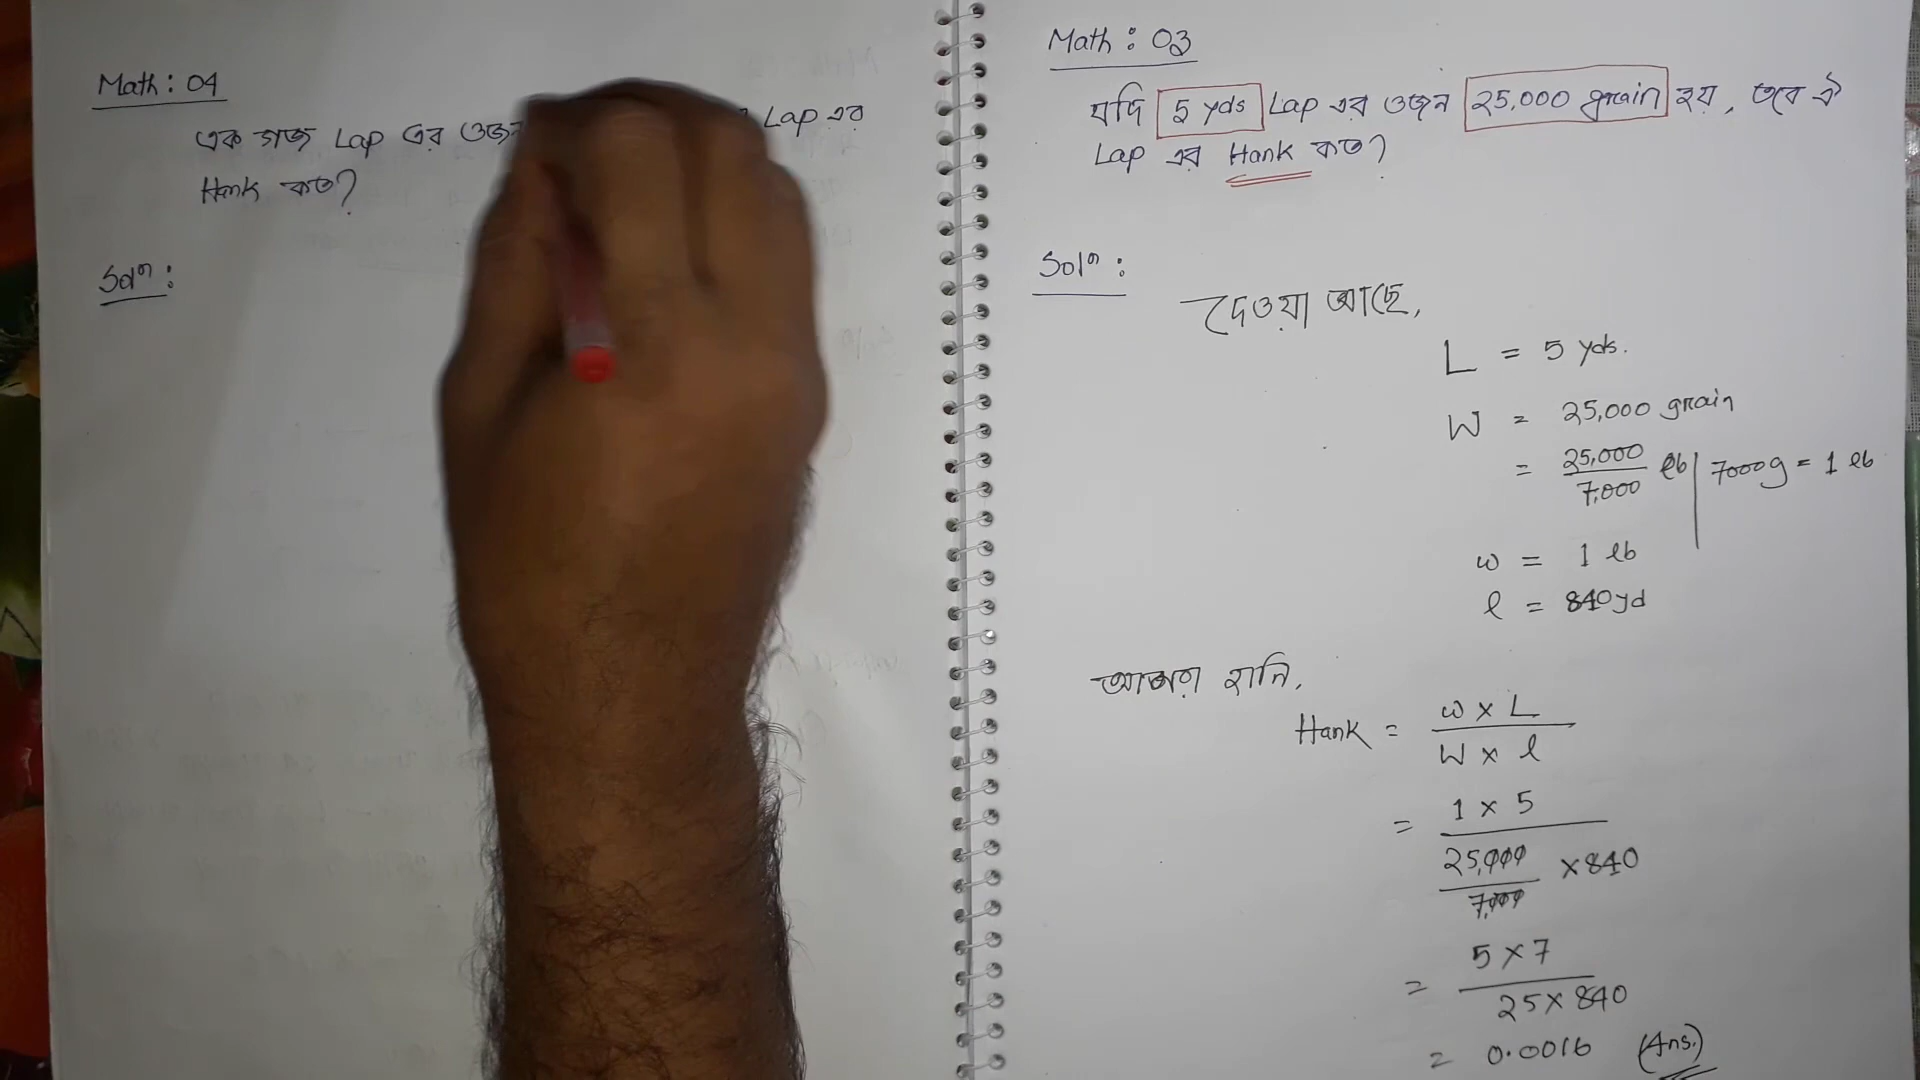 Math : 04
এক গজ Lap এর ওজন Lap এর
Hank কত?
Solⁿ :
Math : 03
যদি 5 yds Lap এর ওজন 25,000 grain হয়, তবে ঐ
Lap এর Hank কত?
Solⁿ :
দেওয়া আছে,
L = 5 yds.
W = 25,000 grain
= 25,000/7,000 lb | 7000g = 1 lb
w = 1 lb
l = 840yd
আমরা জানি,
Hank = w × L / W × l
= 1 × 5 / 25,000/7,000 × 840
= 5 × 7 / 25 × 840
= 0.0016 (Ans.)